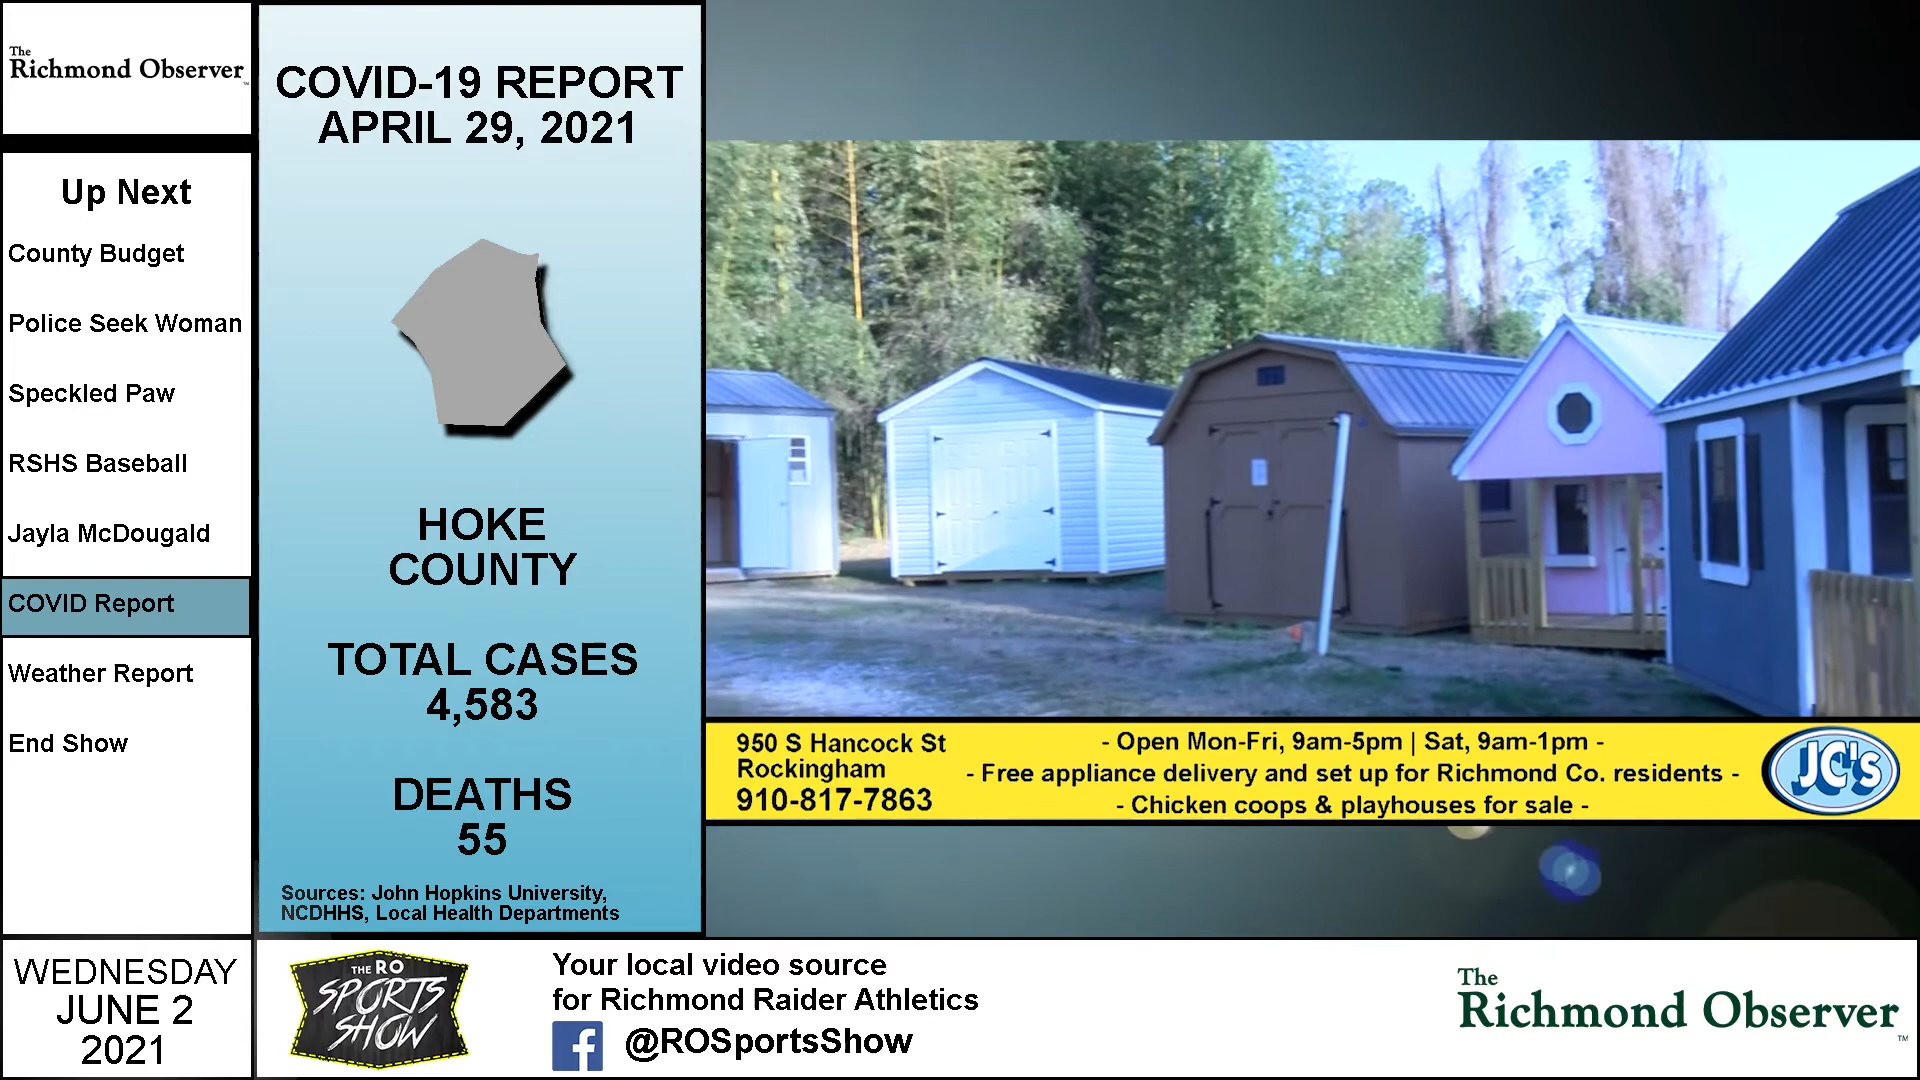 The
Richmond Observer
Up Next
County Budget
Police Seek Woman
Speckled Paw
RSHS Baseball
Jayla McDougald
COVID Report
Weather Report
End Show
WEDNESDAY
JUNE 2
2021
COVID-19 REPORT
APRIL 29, 2021
HOKE
COUNTY
TOTAL CASES
4,583
DEATHS
55
Sources: John Hopkins University,
NCDHHS, Local Health Departments
950 S Hancock St
Rockingham
910-817-7863
- Open Mon-Fri, 9am-5pm | Sat, 9am-1pm -
- Free appliance delivery and set up for Richmond Co. residents -
- Chicken coops & playhouses for sale -
JC's
THE RO
SPORTS
SHOW
Your local video source
for Richmond Raider Athletics
f
@ROSportsShow
The
Richmond Observer
TM